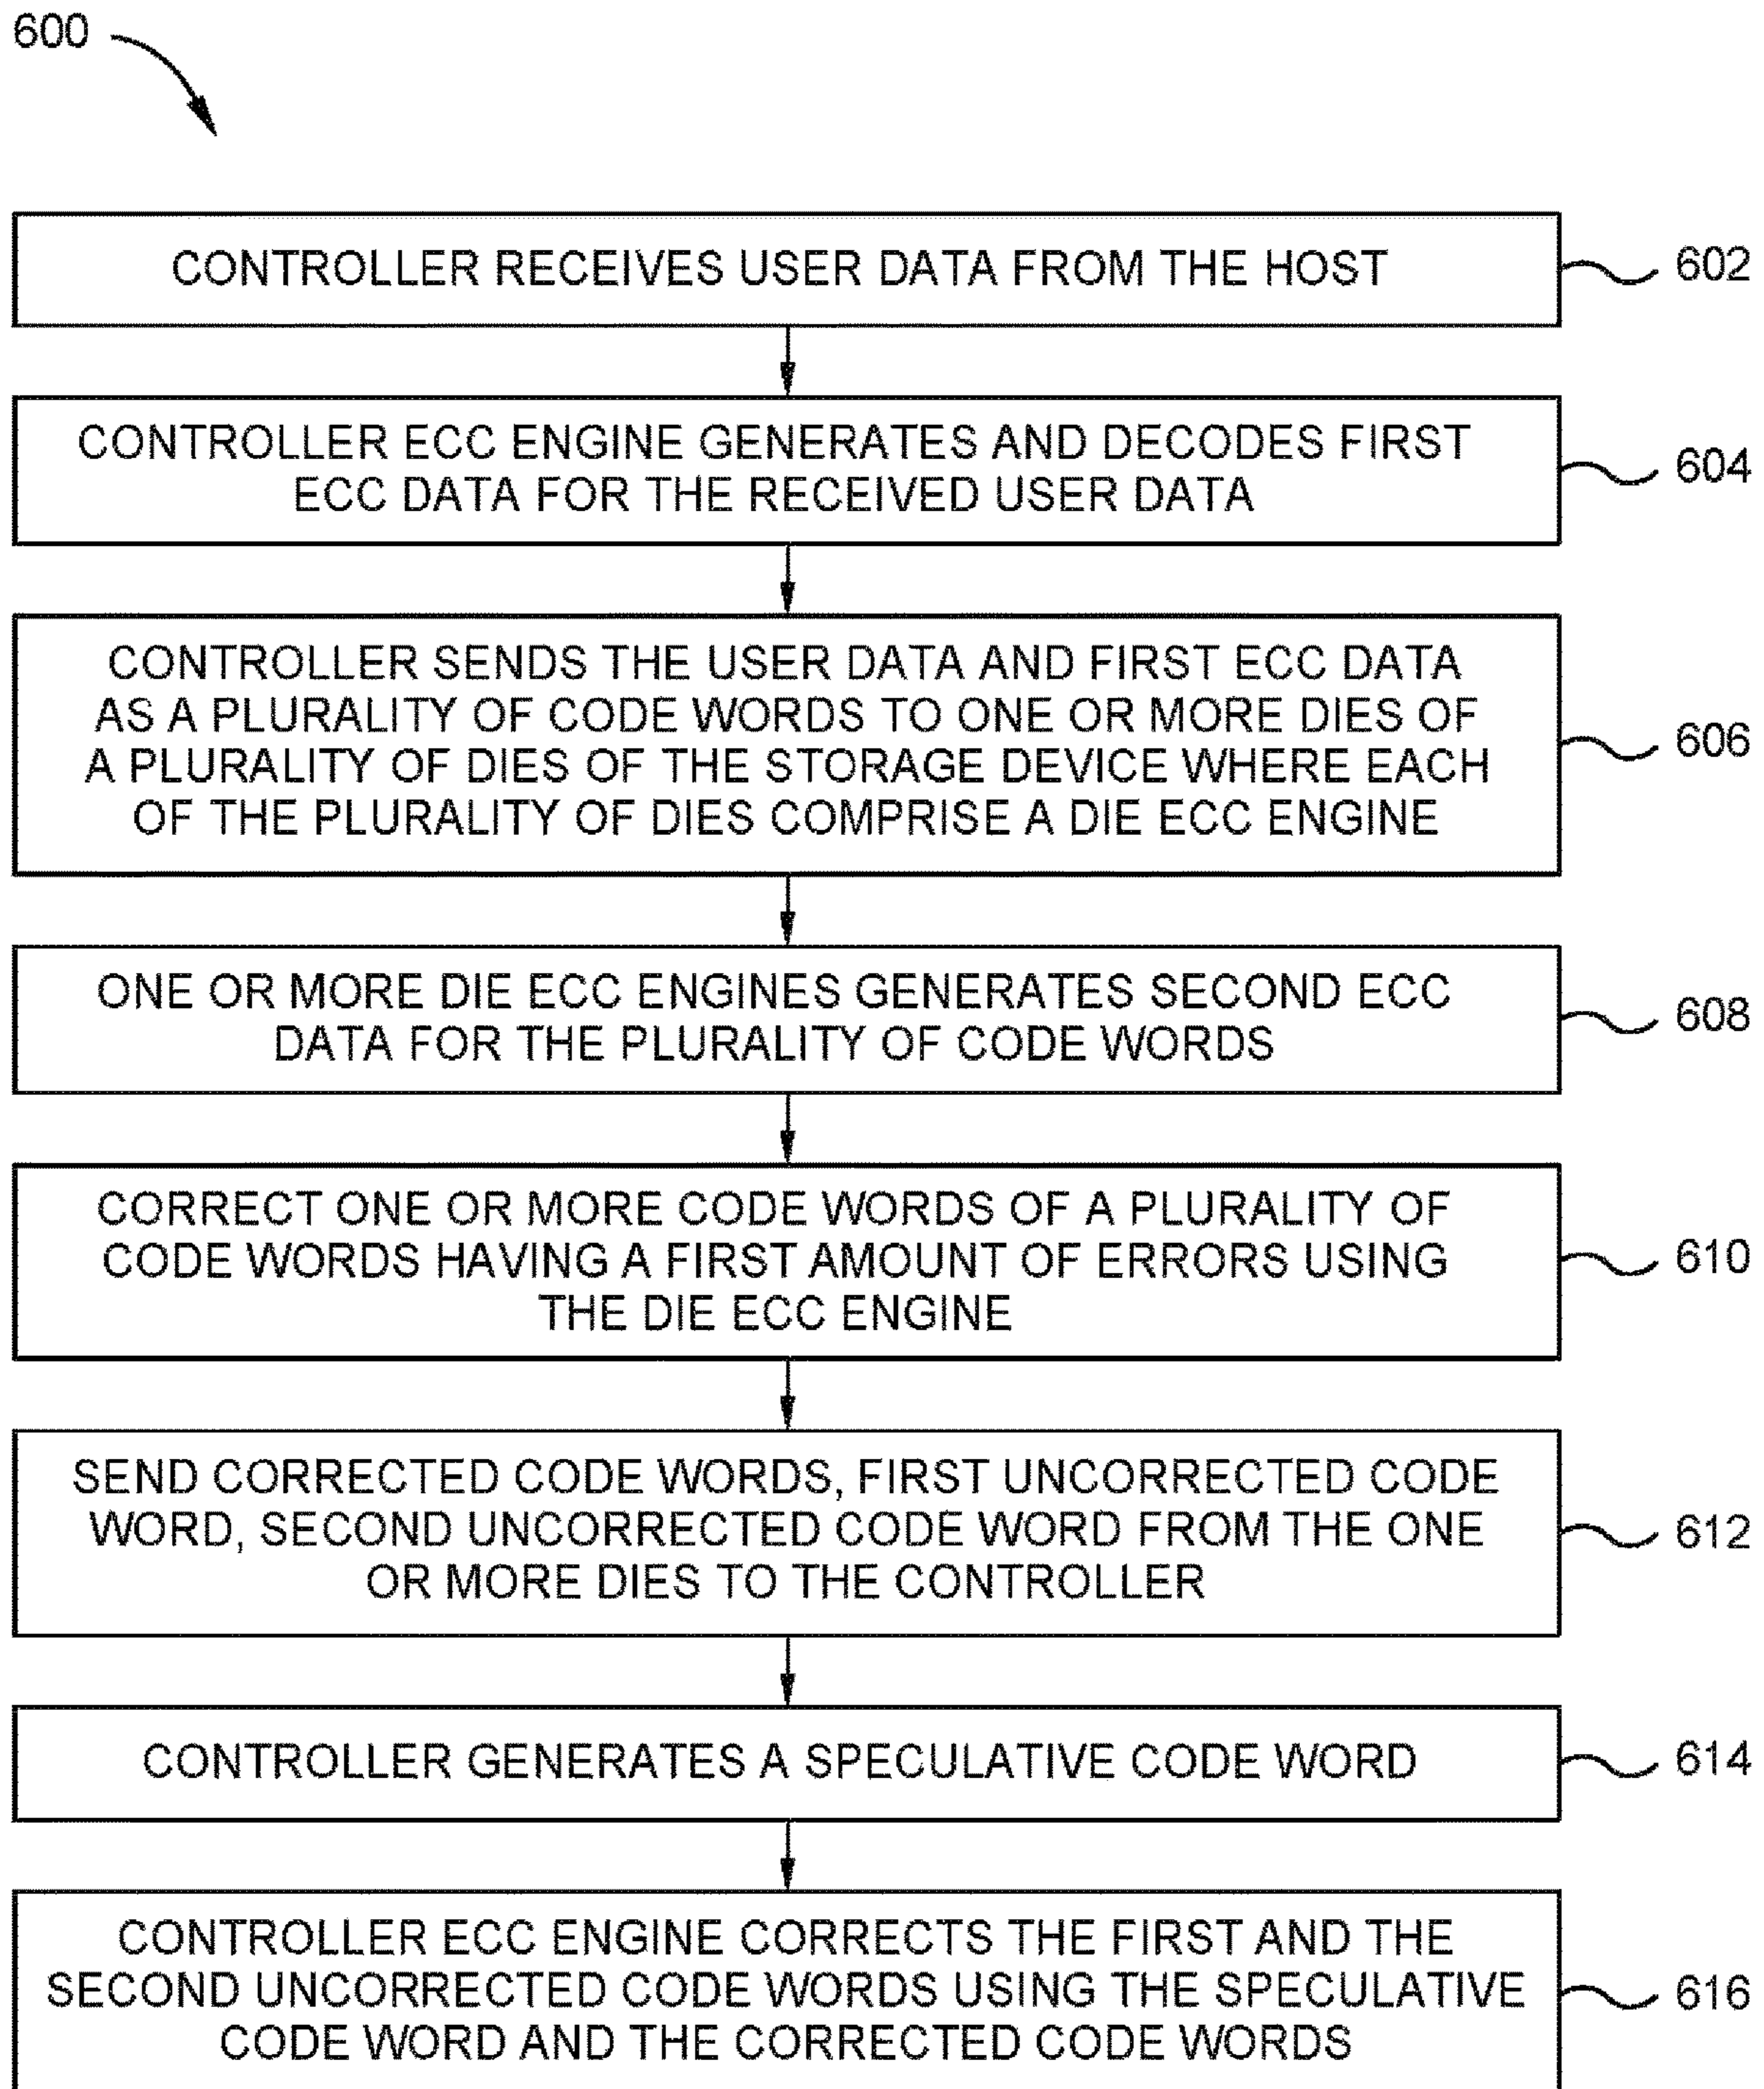 600
CONTROLLER RECEIVES USER DATA FROM THE HOST
602
CONTROLLER ECC ENGINE GENERATES AND DECODES FIRST
ECC DATA FOR THE RECEIVED USER DATA
604
CONTROLLER SENDS THE USER DATA AND FIRST ECC DATA
AS A PLURALITY OF CODE WORDS TO ONE OR MORE DIES OF
A PLURALITY OF DIES OF THE STORAGE DEVICE WHERE EACH
OF THE PLURALITY OF DIES COMPRISE A DIE ECC ENGINE
606
ONE OR MORE DIE ECC ENGINES GENERATES SECOND ECC
DATA FOR THE PLURALITY OF CODE WORDS
608
CORRECT ONE OR MORE CODE WORDS OF A PLURALITY OF
CODE WORDS HAVING A FIRST AMOUNT OF ERRORS USING
THE DIE ECC ENGINE
610
SEND CORRECTED CODE WORDS, FIRST UNCORRECTED CODE
WORD, SECOND UNCORRECTED CODE WORD FROM THE ONE
OR MORE DIES TO THE CONTROLLER
612
CONTROLLER GENERATES A SPECULATIVE CODE WORD
614
CONTROLLER ECC ENGINE CORRECTS THE FIRST AND THE
SECOND UNCORRECTED CODE WORDS USING THE SPECULATIVE
CODE WORD AND THE CORRECTED CODE WORDS
616